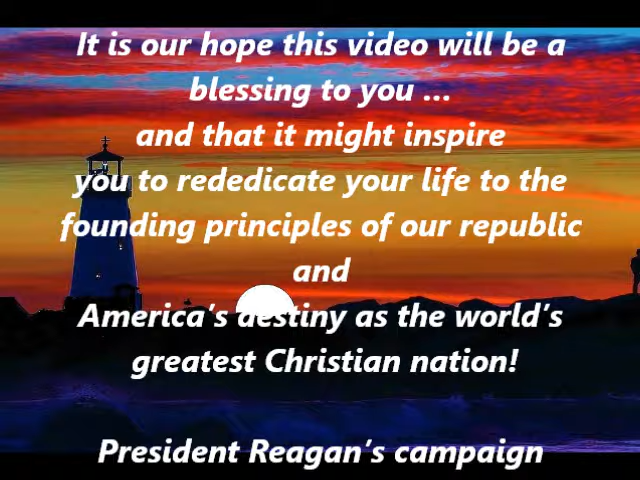 It is our hope this video will be a
blessing to you ...
and that it might inspire
you to rededicate your life to the
founding principles of our republic
and
America's destiny as the world's
greatest Christian nation!
President Reagan's campaign